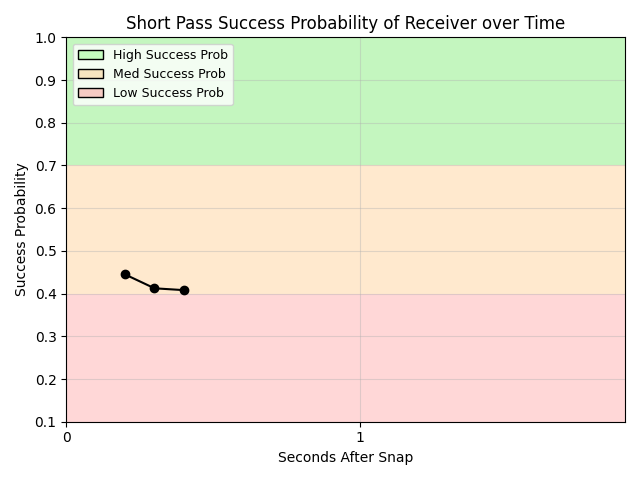 Short Pass Success Probability of Receiver over Time
1.0
High Success Prob
Med Success Prob
Low Success Prob
0.9
0.8
0.7
0.6
0.5
0.4
0.3
0.2
0.1
Success Probability
0
1
Seconds After Snap